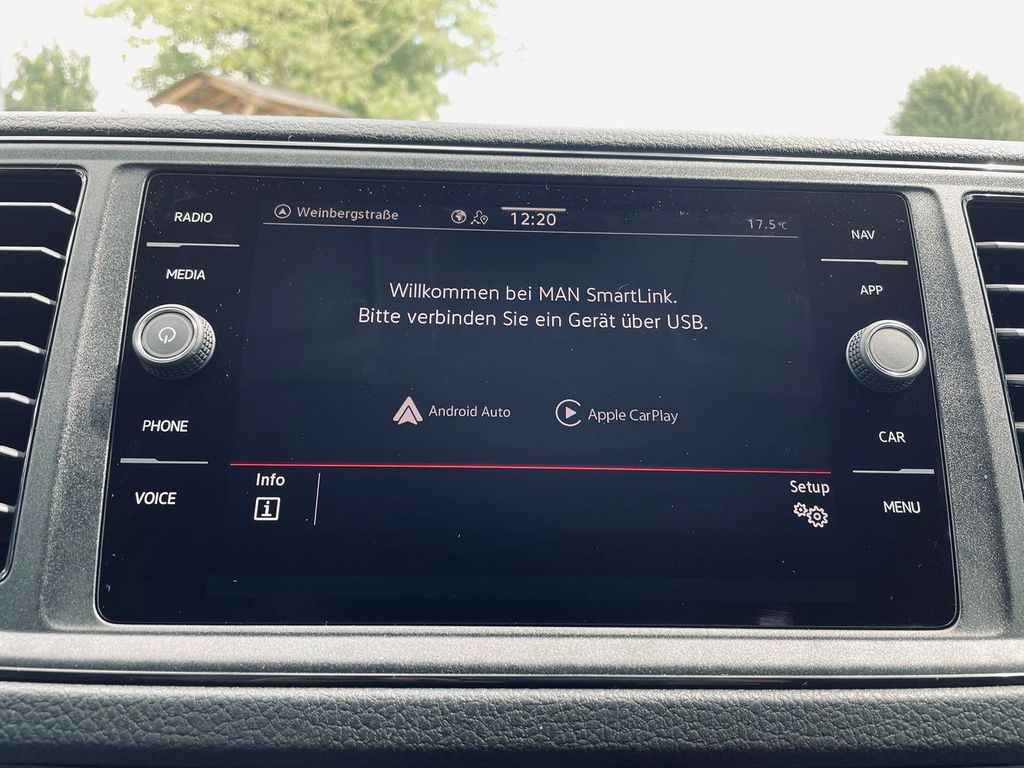 RADIO
MEDIA
PHONE
VOICE
Weinbergstraße
12:20
17.5°C
Willkommen bei MAN SmartLink.
Bitte verbinden Sie ein Gerät über USB.
Android Auto
Apple CarPlay
Info
i
Setup
NAV
APP
CAR
MENU